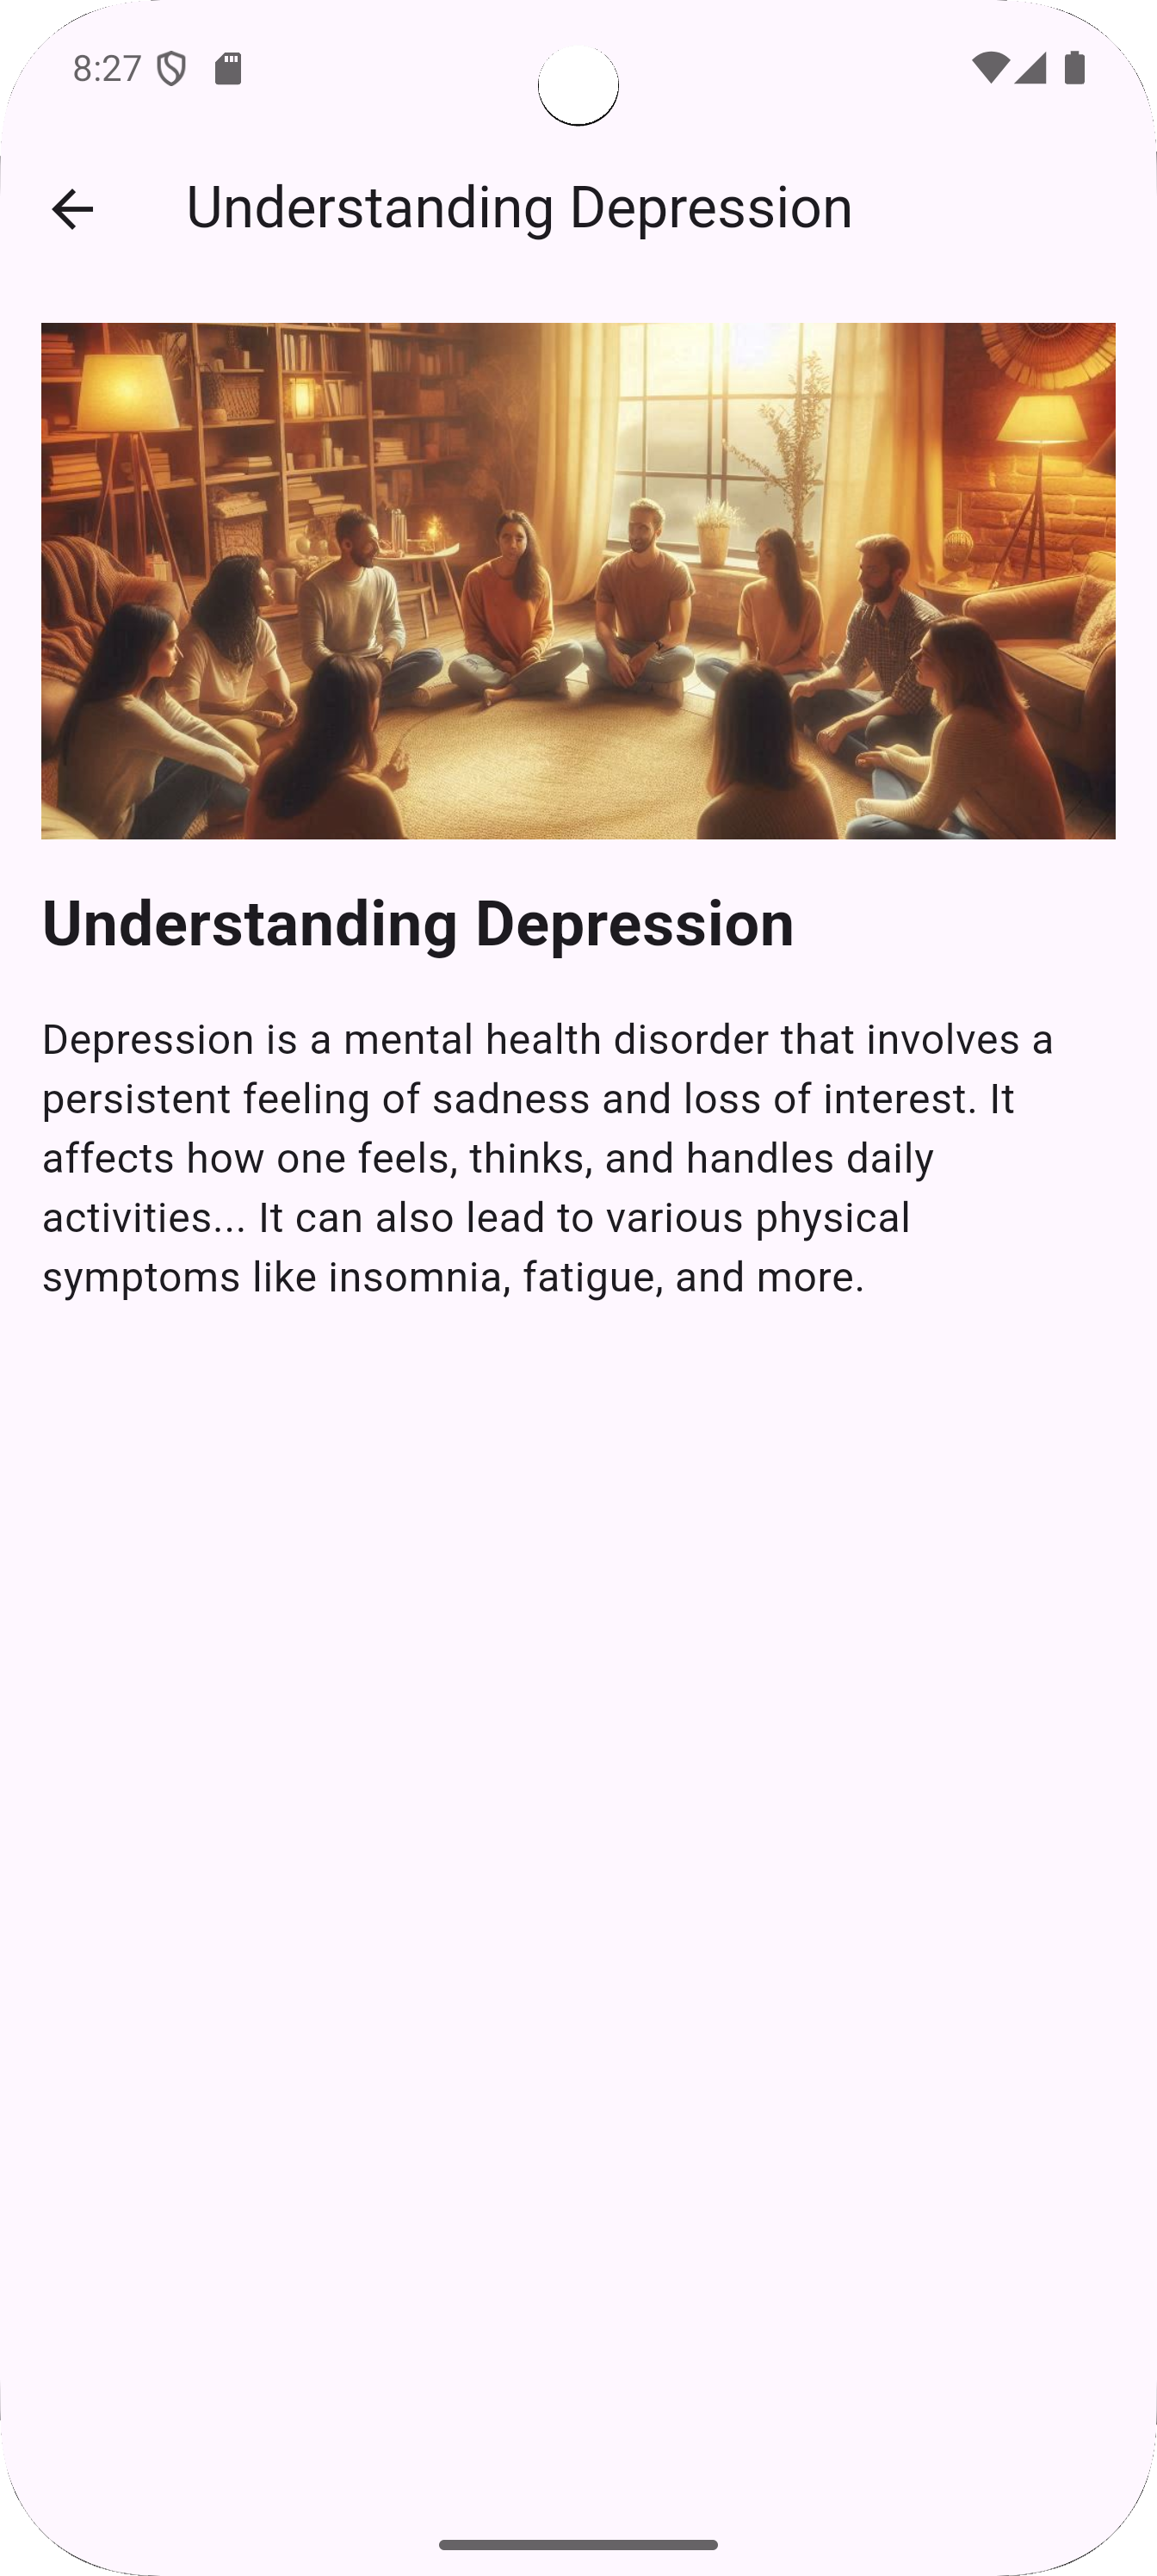 8:27
Understanding Depression
Understanding Depression
Depression is a mental health disorder that involves a
persistent feeling of sadness and loss of interest. It
affects how one feels, thinks, and handles daily
activities... It can also lead to various physical
symptoms like insomnia, fatigue, and more.